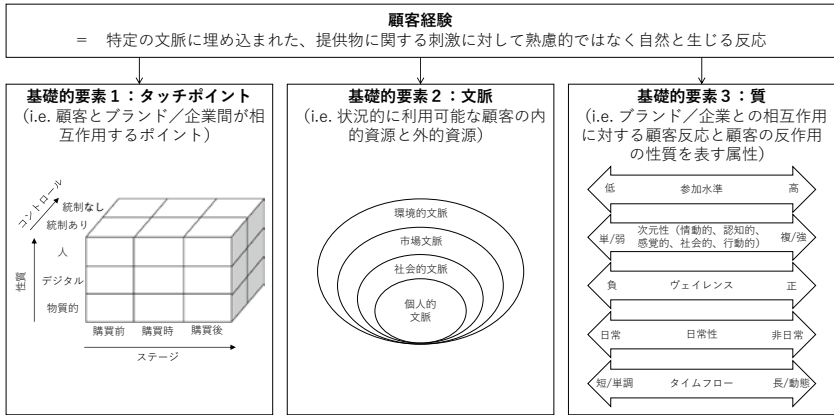 顧客経験
＝　特定の文脈に埋め込まれた、提供物に関する刺激に対して熟慮的ではなく自然と生じる反応
基礎的要素１：タッチポイント
（i.e. 顧客とブランド／企業間が相
互作用するポイント）
コントロール
統制なし
統制あり
性質
人
デジタル
物質的
購買前
購買時
購買後
ステージ
基礎的要素２：文脈
（i.e. 状況的に利用可能な顧客の内
的資源と外的資源）
環境的文脈
市場文脈
社会的文脈
個人的
文脈
基礎的要素３：質
（i.e. ブランド／企業との相互作用
に対する顧客反応と顧客の反作用
の性質を表す属性）
低　参加水準　高
次元性（情動的、認知的、
単/弱　感覚的、社会的、行動的）　複/強
負　ヴェイレンス　正
日常　日常性　非日常
短/単調　タイムフロー　長/動態